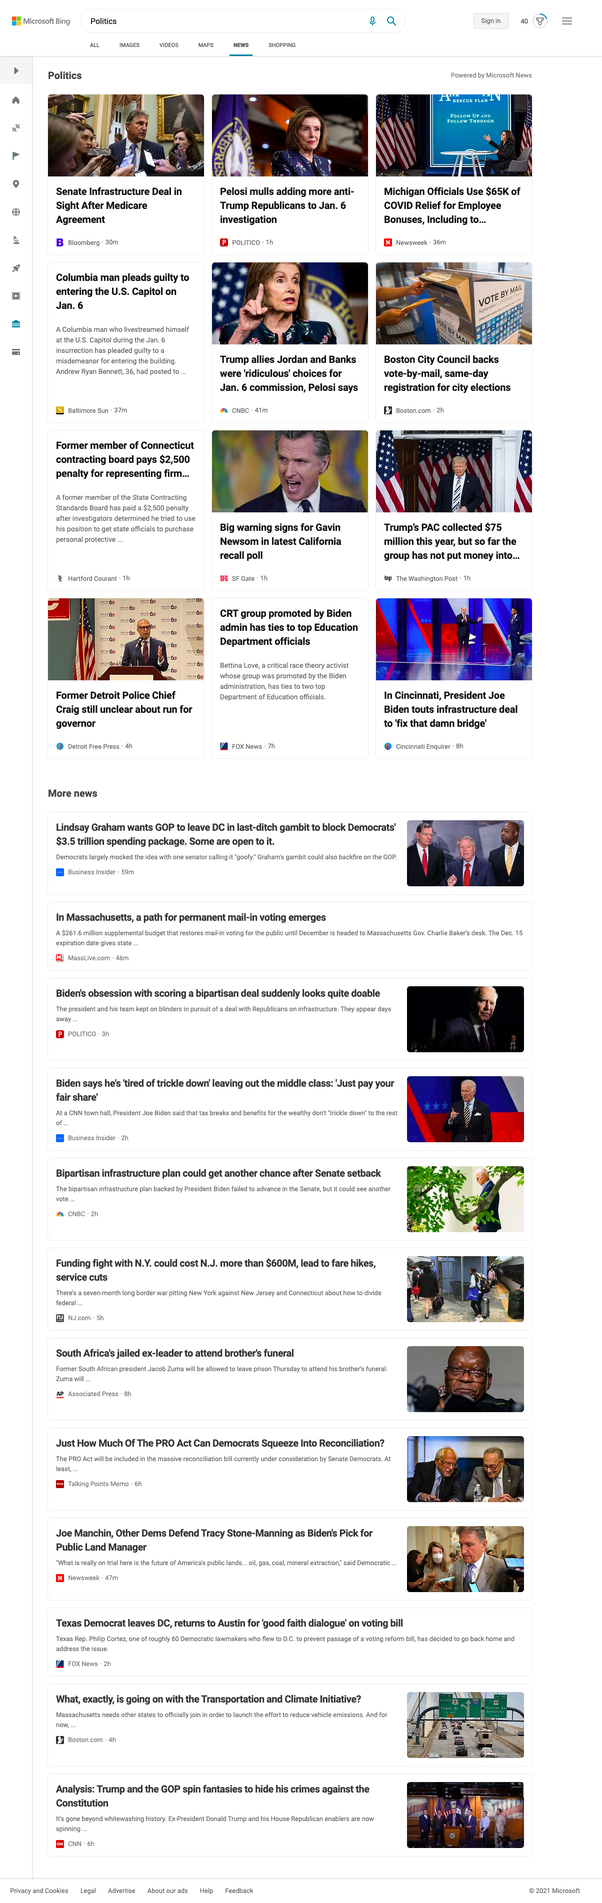 Microsoft Bing
Politics
Sign in
40
ALL
IMAGES
VIDEOS
MAPS
NEWS
SHOPPING
Politics
Powered by Microsoft News
Senate Infrastructure Deal in
Sight After Medicare
Agreement
Bloomberg · 30m
Pelosi mulls adding more anti-
Trump Republicans to Jan. 6
investigation
POLITICO · 1h
RESCUE PLAN
FOLLOW UP AND
FOLLOW THROUGH
Michigan Officials Use $65K of
COVID Relief for Employee
Bonuses, Including to...
Newsweek · 36m
Columbia man pleads guilty to
entering the U.S. Capitol on
Jan. 6
A Columbia man who livestreamed himself
at the U.S. Capitol during the Jan. 6
insurrection has pleaded guilty to a
misdemeanor for entering the building.
Andrew Ryan Bennett, 36, had posted to ...
Baltimore Sun · 37m
Trump allies Jordan and Banks
were 'ridiculous' choices for
Jan. 6 commission, Pelosi says
CNBC · 41m
VOTE BY MAIL
Boston City Council backs
vote-by-mail, same-day
registration for city elections
Boston.com · 2h
Former member of Connecticut
contracting board pays $2,500
penalty for representing firm...
A former member of the State Contracting
Standards Board has paid a $2,500 penalty
after investigators determined he tried to use
his position to get state officials to purchase
personal protective ...
Hartford Courant · 1h
Big warning signs for Gavin
Newsom in latest California
recall poll
SF Gate · 1h
Trump's PAC collected $75
million this year, but so far the
group has not put money into...
The Washington Post · 1h
Former Detroit Police Chief
Craig still unclear about run for
governor
Detroit Free Press · 4h
CRT group promoted by Biden
admin has ties to top Education
Department officials
Bettina Love, a critical race theory activist
whose group was promoted by the Biden
administration, has ties to two top
Department of Education officials.
FOX News · 7h
In Cincinnati, President Joe
Biden touts infrastructure deal
to 'fix that damn bridge'
Cincinnati Enquirer · 8h
More news
Lindsay Graham wants GOP to leave DC in last-ditch gambit to block Democrats'
$3.5 trillion spending package. Some are open to it.
Democrats largely mocked the idea with one senator calling it "goofy." Graham's gambit could also backfire on the GOP.
Business Insider · 59m
In Massachusetts, a path for permanent mail-in voting emerges
A $261.6 million supplemental budget that restores mail-in voting for the public until December is headed to Massachusetts Gov. Charlie Baker's desk. The Dec. 15
expiration date gives state ...
MassLive.com · 46m
Biden's obsession with scoring a bipartisan deal suddenly looks quite doable
The president and his team kept on blinders in pursuit of a deal with Republicans on infrastructure. They appear days
away ...
POLITICO · 3h
Biden says he's 'tired of trickle down' leaving out the middle class: 'Just pay your
fair share'
At a CNN town hall, President Joe Biden said that tax breaks and benefits for the wealthy don't "trickle down" to the rest
of ...
Business Insider · 2h
Bipartisan infrastructure plan could get another chance after Senate setback
The bipartisan infrastructure plan backed by President Biden failed to advance in the Senate, but it could see another
vote ...
CNBC · 2h
Funding fight with N.Y. could cost N.J. more than $600M, lead to fare hikes,
service cuts
There's a seven-month long border war pitting New York against New Jersey and Connecticut about how to divide
federal ...
NJ.com · 5h
South Africa's jailed ex-leader to attend brother's funeral
Former South African president Jacob Zuma will be allowed to leave prison Thursday to attend his brother's funeral.
Zuma will ...
AP Associated Press · 8h
Just How Much Of The PRO Act Can Democrats Squeeze Into Reconciliation?
The PRO Act will be included in the massive reconciliation bill currently under consideration by Senate Democrats. At
least, ...
Talking Points Memo · 6h
Joe Manchin, Other Dems Defend Tracy Stone-Manning as Biden's Pick for
Public Land Manager
"What is really on trial here is the future of America's public lands... oil, gas, coal, mineral extraction," said Democratic ...
Newsweek · 47m
Texas Democrat leaves DC, returns to Austin for 'good faith dialogue' on voting bill
Texas Rep. Philip Cortez, one of roughly 60 Democratic lawmakers who flew to D.C. to prevent passage of a voting reform bill, has decided to go back home and
address the issue.
FOX News · 2h
What, exactly, is going on with the Transportation and Climate Initiative?
Massachusetts needs other states to officially join in order to launch the effort to reduce vehicle emissions. And for
now, ...
Boston.com · 4h
Analysis: Trump and the GOP spin fantasies to hide his crimes against the
Constitution
It's gone beyond whitewashing history. Ex-President Donald Trump and his House Republican enablers are now
spinning ...
CNN · 6h
Privacy and Cookies
Legal
Advertise
About our ads
Help
Feedback
© 2021 Microsoft